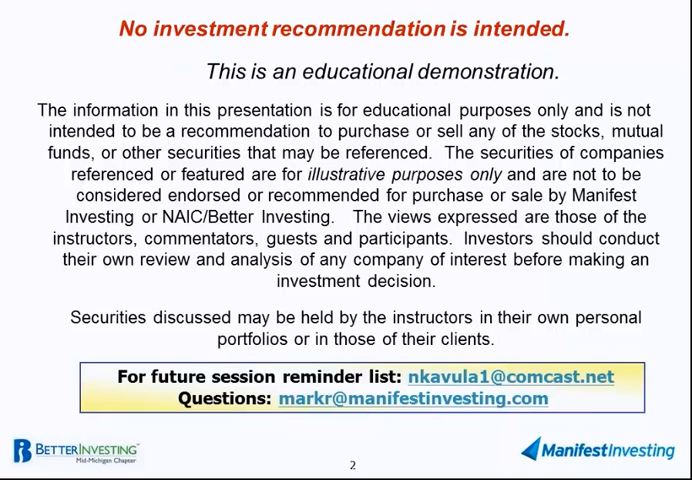 No investment recommendation is intended.
This is an educational demonstration.
The information in this presentation is for educational purposes only and is not
intended to be a recommendation to purchase or sell any of the stocks, mutual
funds, or other securities that may be referenced. The securities of companies
referenced or featured are for illustrative purposes only and are not to be
considered endorsed or recommended for purchase or sale by Manifest
Investing or NAIC/Better Investing. The views expressed are those of the
instructors, commentators, guests and participants. Investors should conduct
their own review and analysis of any company of interest before making an
investment decision.
Securities discussed may be held by the instructors in their own personal
portfolios or in those of their clients.
For future session reminder list: nkavula1@comcast.net
Questions: markr@manifestinvesting.com
BETTERINVESTING™
Mid-Michigan Chapter
2
ManifestInvesting